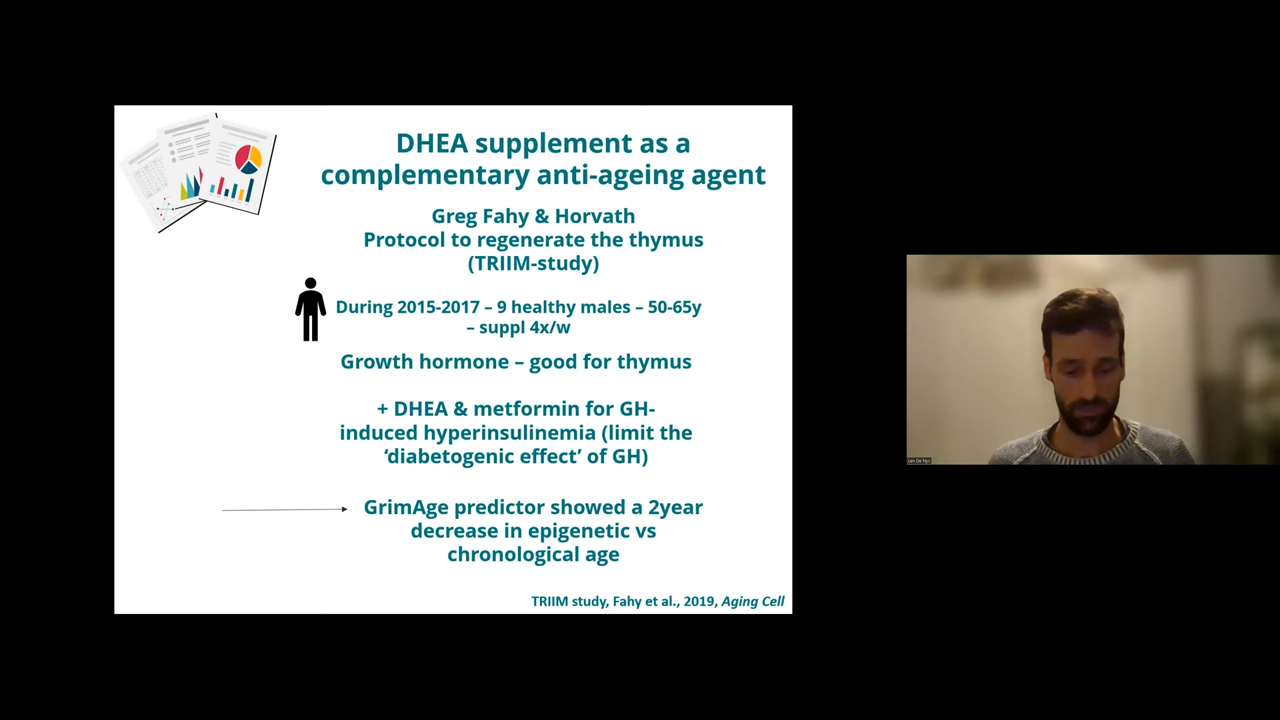 DHEA supplement as a
complementary anti-ageing agent
Greg Fahy & Horvath
Protocol to regenerate the thymus
(TRIIM-study)
During 2015-2017 – 9 healthy males – 50-65y
– suppl 4x/w
Growth hormone – good for thymus
+ DHEA & metformin for GH-
induced hyperinsulinemia (limit the
‘diabetogenic effect’ of GH)
GrimAge predictor showed a 2year
decrease in epigenetic vs
chronological age
TRIIM study, Fahy et al., 2019, Aging Cell